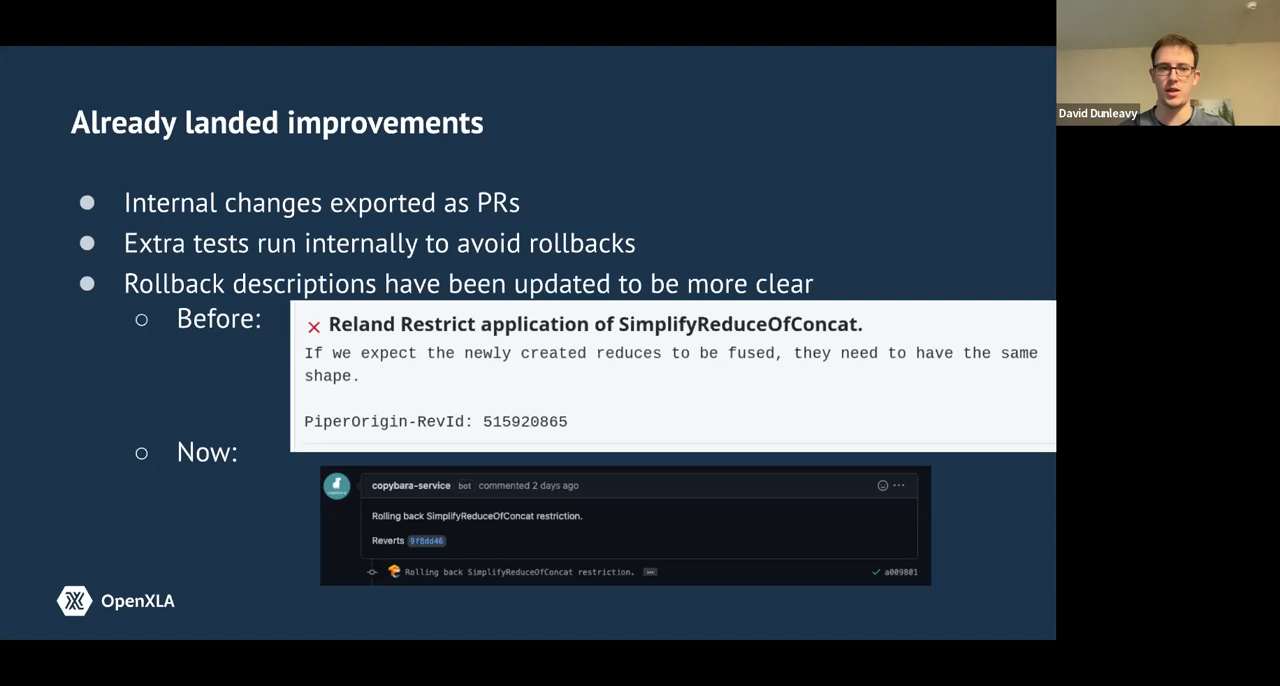 David Dunleavy
Already landed improvements
Internal changes exported as PRs
Extra tests run internally to avoid rollbacks
Rollback descriptions have been updated to be more clear
Before:
Reland Restrict application of SimplifyReduceOfConcat.
If we expect the newly created reduces to be fused, they need to have the same
shape.
PiperOrigin-RevId: 515920865
Now:
copybara-service bot commented 2 days ago
Rolling back SimplifyReduceOfConcat restriction.
Reverts 9f8dd46
Rolling back SimplifyReduceOfConcat restriction. a009801
OpenXLA